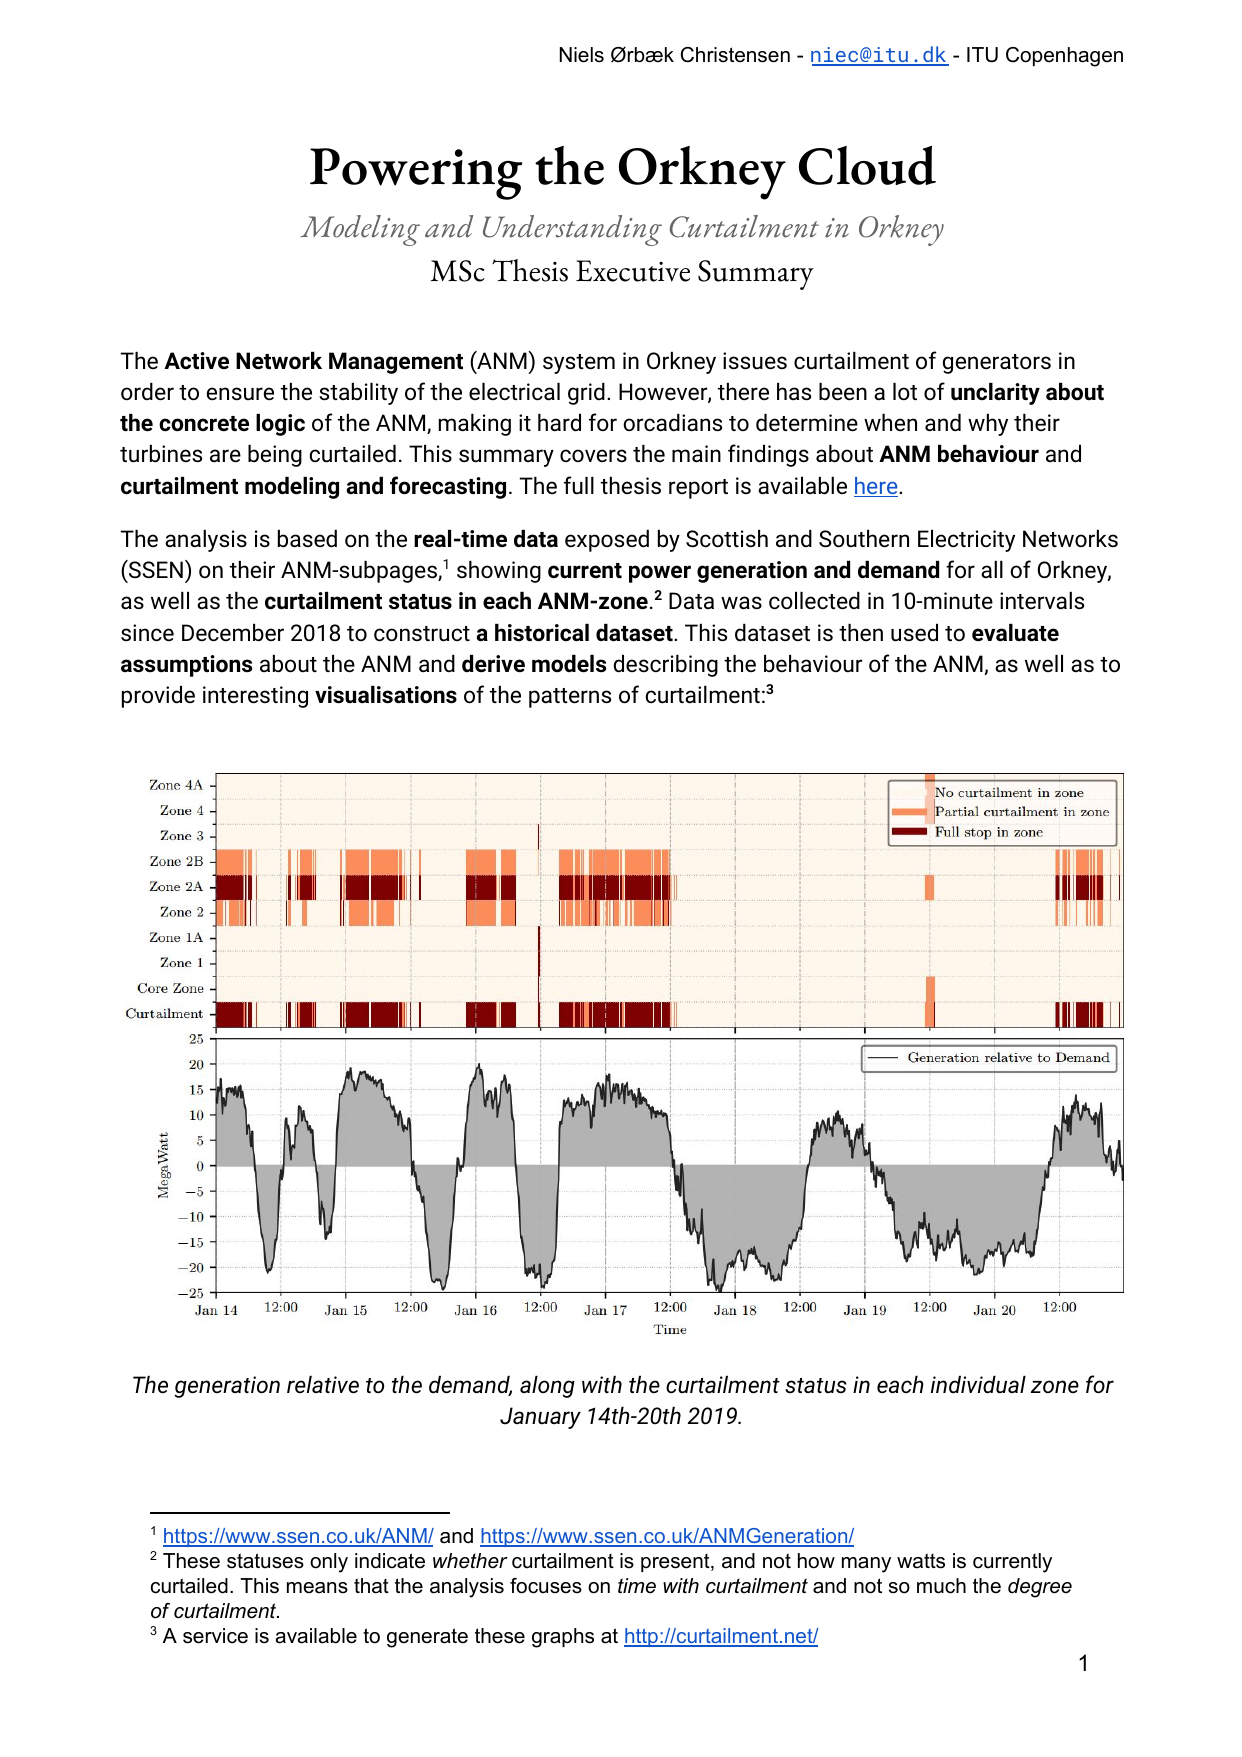 Niels Ørbæk Christensen - niec@itu.dk - ITU Copenhagen
Powering the Orkney Cloud
Modeling and Understanding Curtailment in Orkney
MSc Thesis Executive Summary
The Active Network Management (ANM) system in Orkney issues curtailment of generators in
order to ensure the stability of the electrical grid. However, there has been a lot of unclarity about
the concrete logic of the ANM, making it hard for orcadians to determine when and why their
turbines are being curtailed. This summary covers the main findings about ANM behaviour and
curtailment modeling and forecasting. The full thesis report is available here.
The analysis is based on the real-time data exposed by Scottish and Southern Electricity Networks
(SSEN) on their ANM-subpages,1 showing current power generation and demand for all of Orkney,
as well as the curtailment status in each ANM-zone.2 Data was collected in 10-minute intervals
since December 2018 to construct a historical dataset. This dataset is then used to evaluate
assumptions about the ANM and derive models describing the behaviour of the ANM, as well as to
provide interesting visualisations of the patterns of curtailment:3
Zone 4A
Zone 4
Zone 3
Zone 2B
Zone 2A
Zone 2
Zone 1A
Zone 1
Core Zone
Curtailment
No curtailment in zone
Partial curtailment in zone
Full stop in zone
25
20
15
10
5
0
−5
−10
−15
−20
−25
MegaWatt
Generation relative to Demand
Jan 14 12:00 Jan 15 12:00 Jan 16 12:00 Jan 17 12:00 Jan 18 12:00 Jan 19 12:00 Jan 20 12:00
Time
The generation relative to the demand, along with the curtailment status in each individual zone for
January 14th-20th 2019.
1 https://www.ssen.co.uk/ANM/ and https://www.ssen.co.uk/ANMGeneration/
2 These statuses only indicate whether curtailment is present, and not how many watts is currently
curtailed. This means that the analysis focuses on time with curtailment and not so much the degree
of curtailment.
3 A service is available to generate these graphs at http://curtailment.net/
1